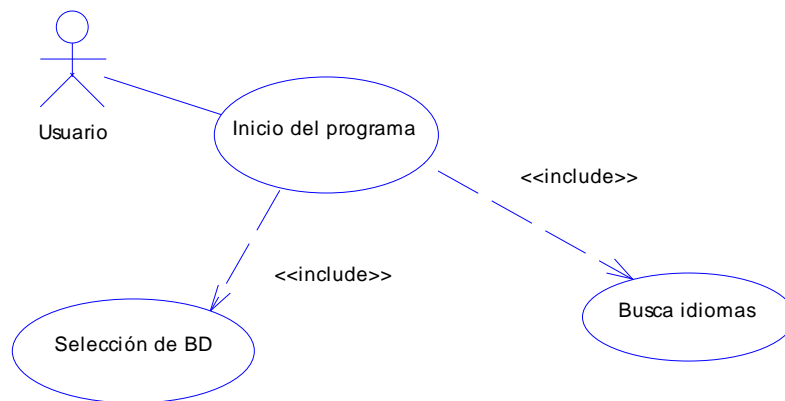 Inicio del programa
Usuario
<<include>>
<<include>>
Busca idiomas
Selección de BD